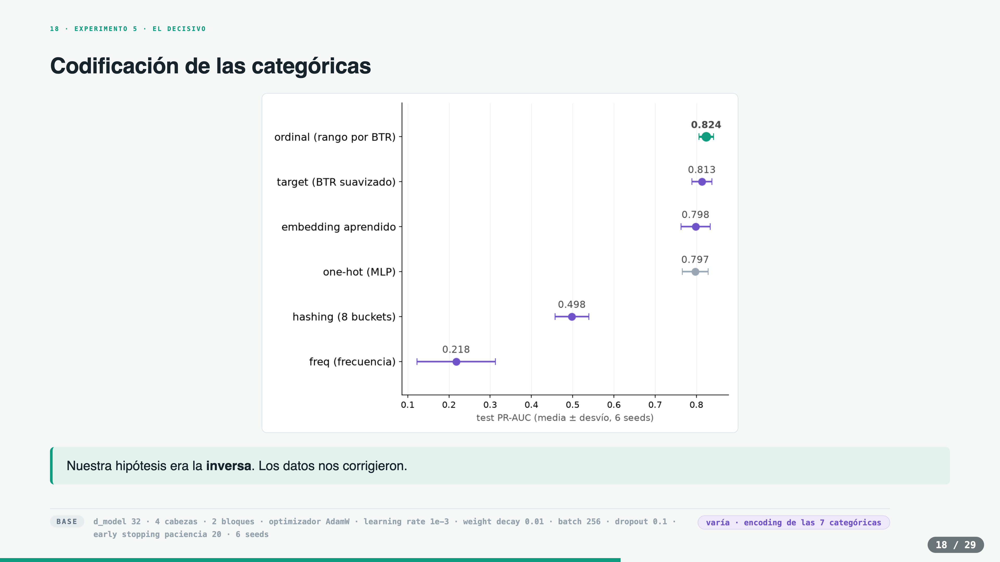 18 · EXPERIMENTO 5 · EL DECISIVO
Codificación de las categóricas
ordinal (rango por BTR)
0.824
target (BTR suavizado)
0.813
embedding aprendido
0.798
one-hot (MLP)
0.797
hashing (8 buckets)
0.498
freq (frecuencia)
0.218
0.1 0.2 0.3 0.4 0.5 0.6 0.7 0.8
test PR-AUC (media ± desvío, 6 seeds)
Nuestra hipótesis era la inversa. Los datos nos corrigieron.
BASE d_model 32 · 4 cabezas · 2 bloques · optimizador AdamW · learning rate 1e−3 · weight decay 0.01 · batch 256 · dropout 0.1 ·
early stopping paciencia 20 · 6 seeds
varía · encoding de las 7 categóricas
18 / 29